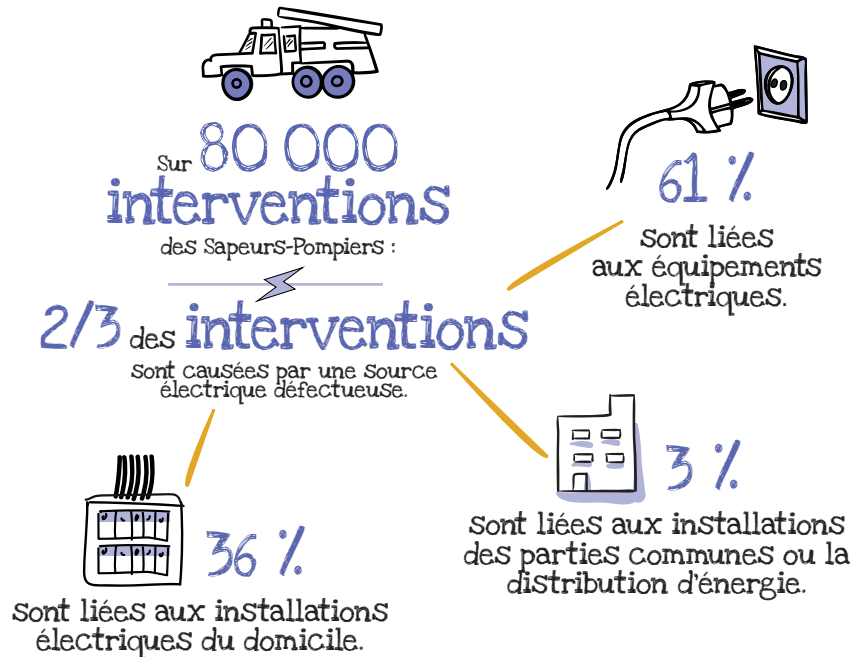 Sur 80 000
interventions
des Sapeurs-Pompiers :
2/3 des interventions
sont causées par une source
électrique défectueuse.
61 %
sont liées
aux équipements
électriques.
3 %
sont liées aux installations
des parties communes ou la
distribution d'énergie.
36 %
sont liées aux installations
électriques du domicile.